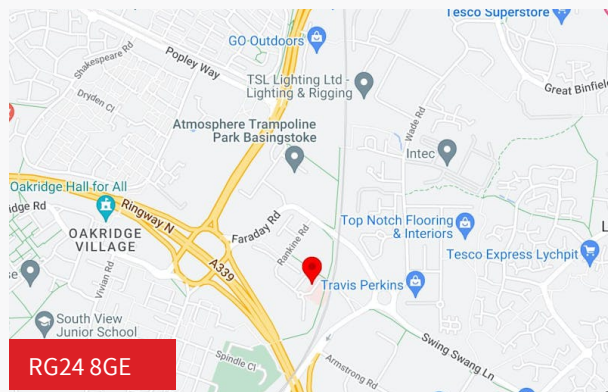 Tesco Superstore
GO Outdoors
Popley Way
Shakespeare Rd
TSL Lighting Ltd -
Lighting & Rigging
Great Binfield
Dryden Cl
Wade Rd
Atmosphere Trampoline
Park Basingstoke
Intec
Oakridge Hall for All
idge Rd
Ringway N
OAKRIDGE
VILLAGE
Faraday Rd
Rankine Rd
Top Notch Flooring
& Interiors
L
Tesco Express Lychpit
A339
Vivian Rd
Travis Perkins
se
South View
Junior School
Swing Swang Ln
Spindle Cl
Armstrong Rd
RG24 8GE